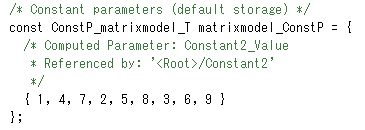 /* Constant parameters (default storage) */
const ConstP_matrixmodel_T matrixmodel_ConstP = {
  /* Computed Parameter: Constant2_Value
   * Referenced by: '<Root>/Constant2'
   */
  { 1, 4, 7, 2, 5, 8, 3, 6, 9 }
};